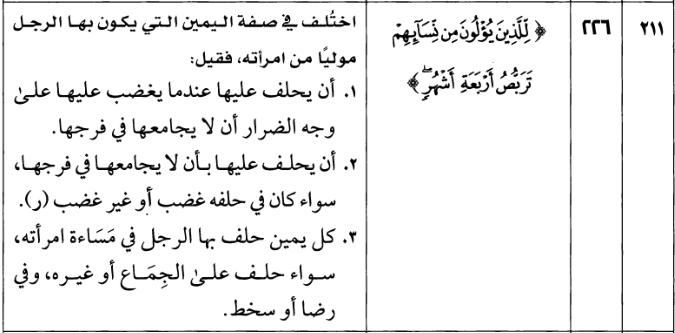 ٢١١
٢٢٦
﴿ لِّلَّذِينَ يُؤْلُونَ مِن نِّسَآئِهِمْ
تَرَبُّصُ أَرْبَعَةِ أَشْهُرٍۖ ﴾
اختُلف في صفة اليمين التي يكون بها الرجل
موليًا من امرأته، فقيل:
١. أن يحلف عليها عندما يغضب عليها علىٰ
وجه الضرار أن لا يجامعها في فرجها.
٢. أن يحلف عليها بأن لا يجامعها في فرجها،
سواء كان في حلفه غضب أو غير غضب (ر).
٣. كل يمين حلف بها الرجل في مَسَاءة امرأته،
سواء حلف علىٰ الجِمَاع أو غيره، وفي
رضا أو سخط.